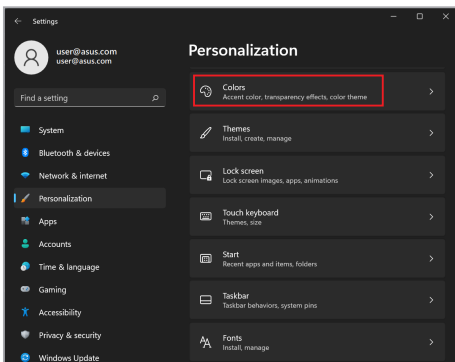 Settings
user@asus.com
user@asus.com
Find a setting
System
Bluetooth & devices
Network & internet
Personalization
Apps
Accounts
Time & language
Gaming
Accessibility
Privacy & security
Windows Update
Personalization
Colors
Accent color, transparency effects, color theme
Themes
Install, create, manage
Lock screen
Lock screen images, apps, animations
Touch keyboard
Themes, size
Start
Recent apps and items, folders
Taskbar
Taskbar behaviors, system pins
Fonts
Install, manage